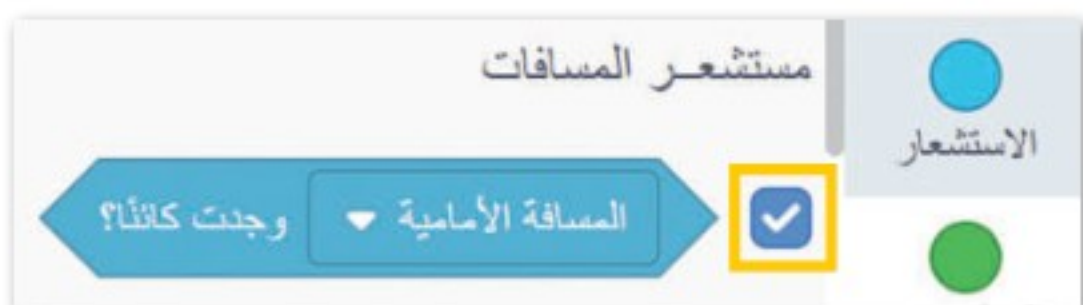 مستشعـر المسافات
الاستشعار
المسافة الأمامية وجدت كائنًا؟